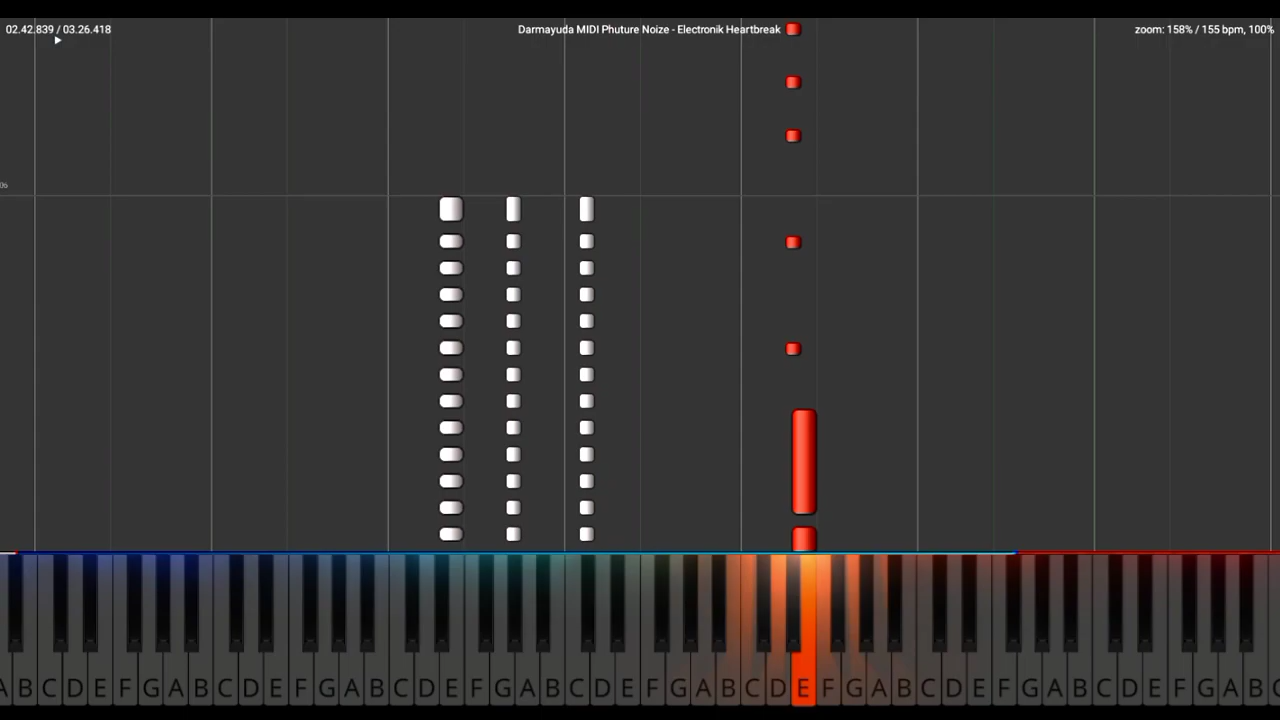 02.42.839 / 03.26.418
Darmayuda MIDI Phuture Noize - Electronik Heartbreak
zoom: 158% / 155 bpm, 100%
A B C D E F G A B C D E F G A B C D E F G A B C D E F G A B C D E F G A B C D E F G A B C D E F G A B C